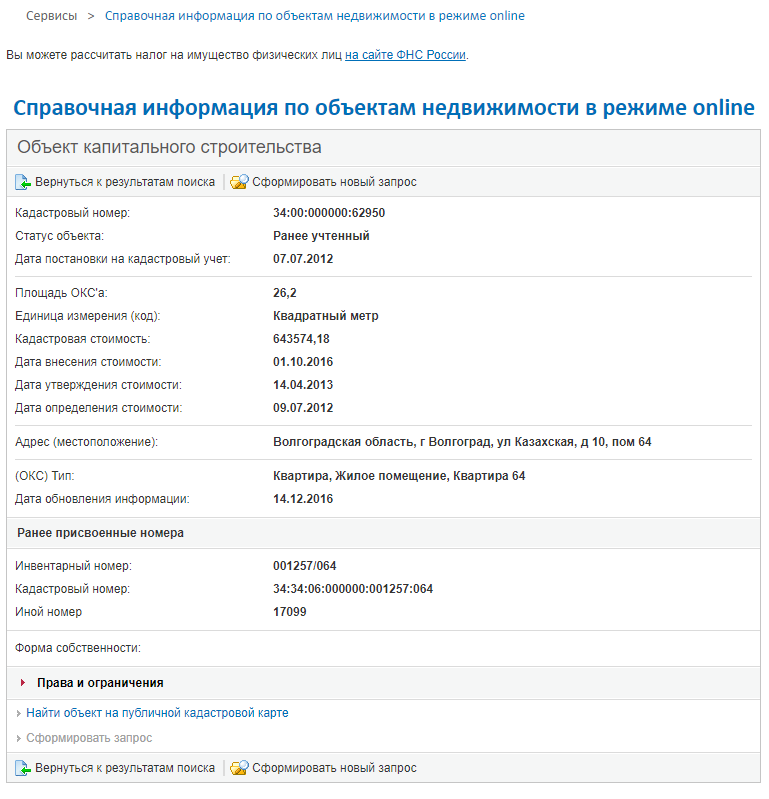 Сервисы > Справочная информация по объектам недвижимости в режиме online
Вы можете рассчитать налог на имущество физических лиц на сайте ФНС России.
Справочная информация по объектам недвижимости в режиме online
Объект капитального строительства
Вернуться к результатам поиска Сформировать новый запрос
Кадастровый номер: 34:00:000000:62950
Статус объекта: Ранее учтенный
Дата постановки на кадастровый учет: 07.07.2012
Площадь ОКС'а: 26,2
Единица измерения (код): Квадратный метр
Кадастровая стоимость: 643574,18
Дата внесения стоимости: 01.10.2016
Дата утверждения стоимости: 14.04.2013
Дата определения стоимости: 09.07.2012
Адрес (местоположение): Волгоградская область, г Волгоград, ул Казахская, д 10, пом 64
(ОКС) Тип: Квартира, Жилое помещение, Квартира 64
Дата обновления информации: 14.12.2016
Ранее присвоенные номера
Инвентарный номер: 001257/064
Кадастровый номер: 34:34:06:000000:001257:064
Иной номер 17099
Форма собственности:
Права и ограничения
Найти объект на публичной кадастровой карте
Сформировать запрос
Вернуться к результатам поиска Сформировать новый запрос